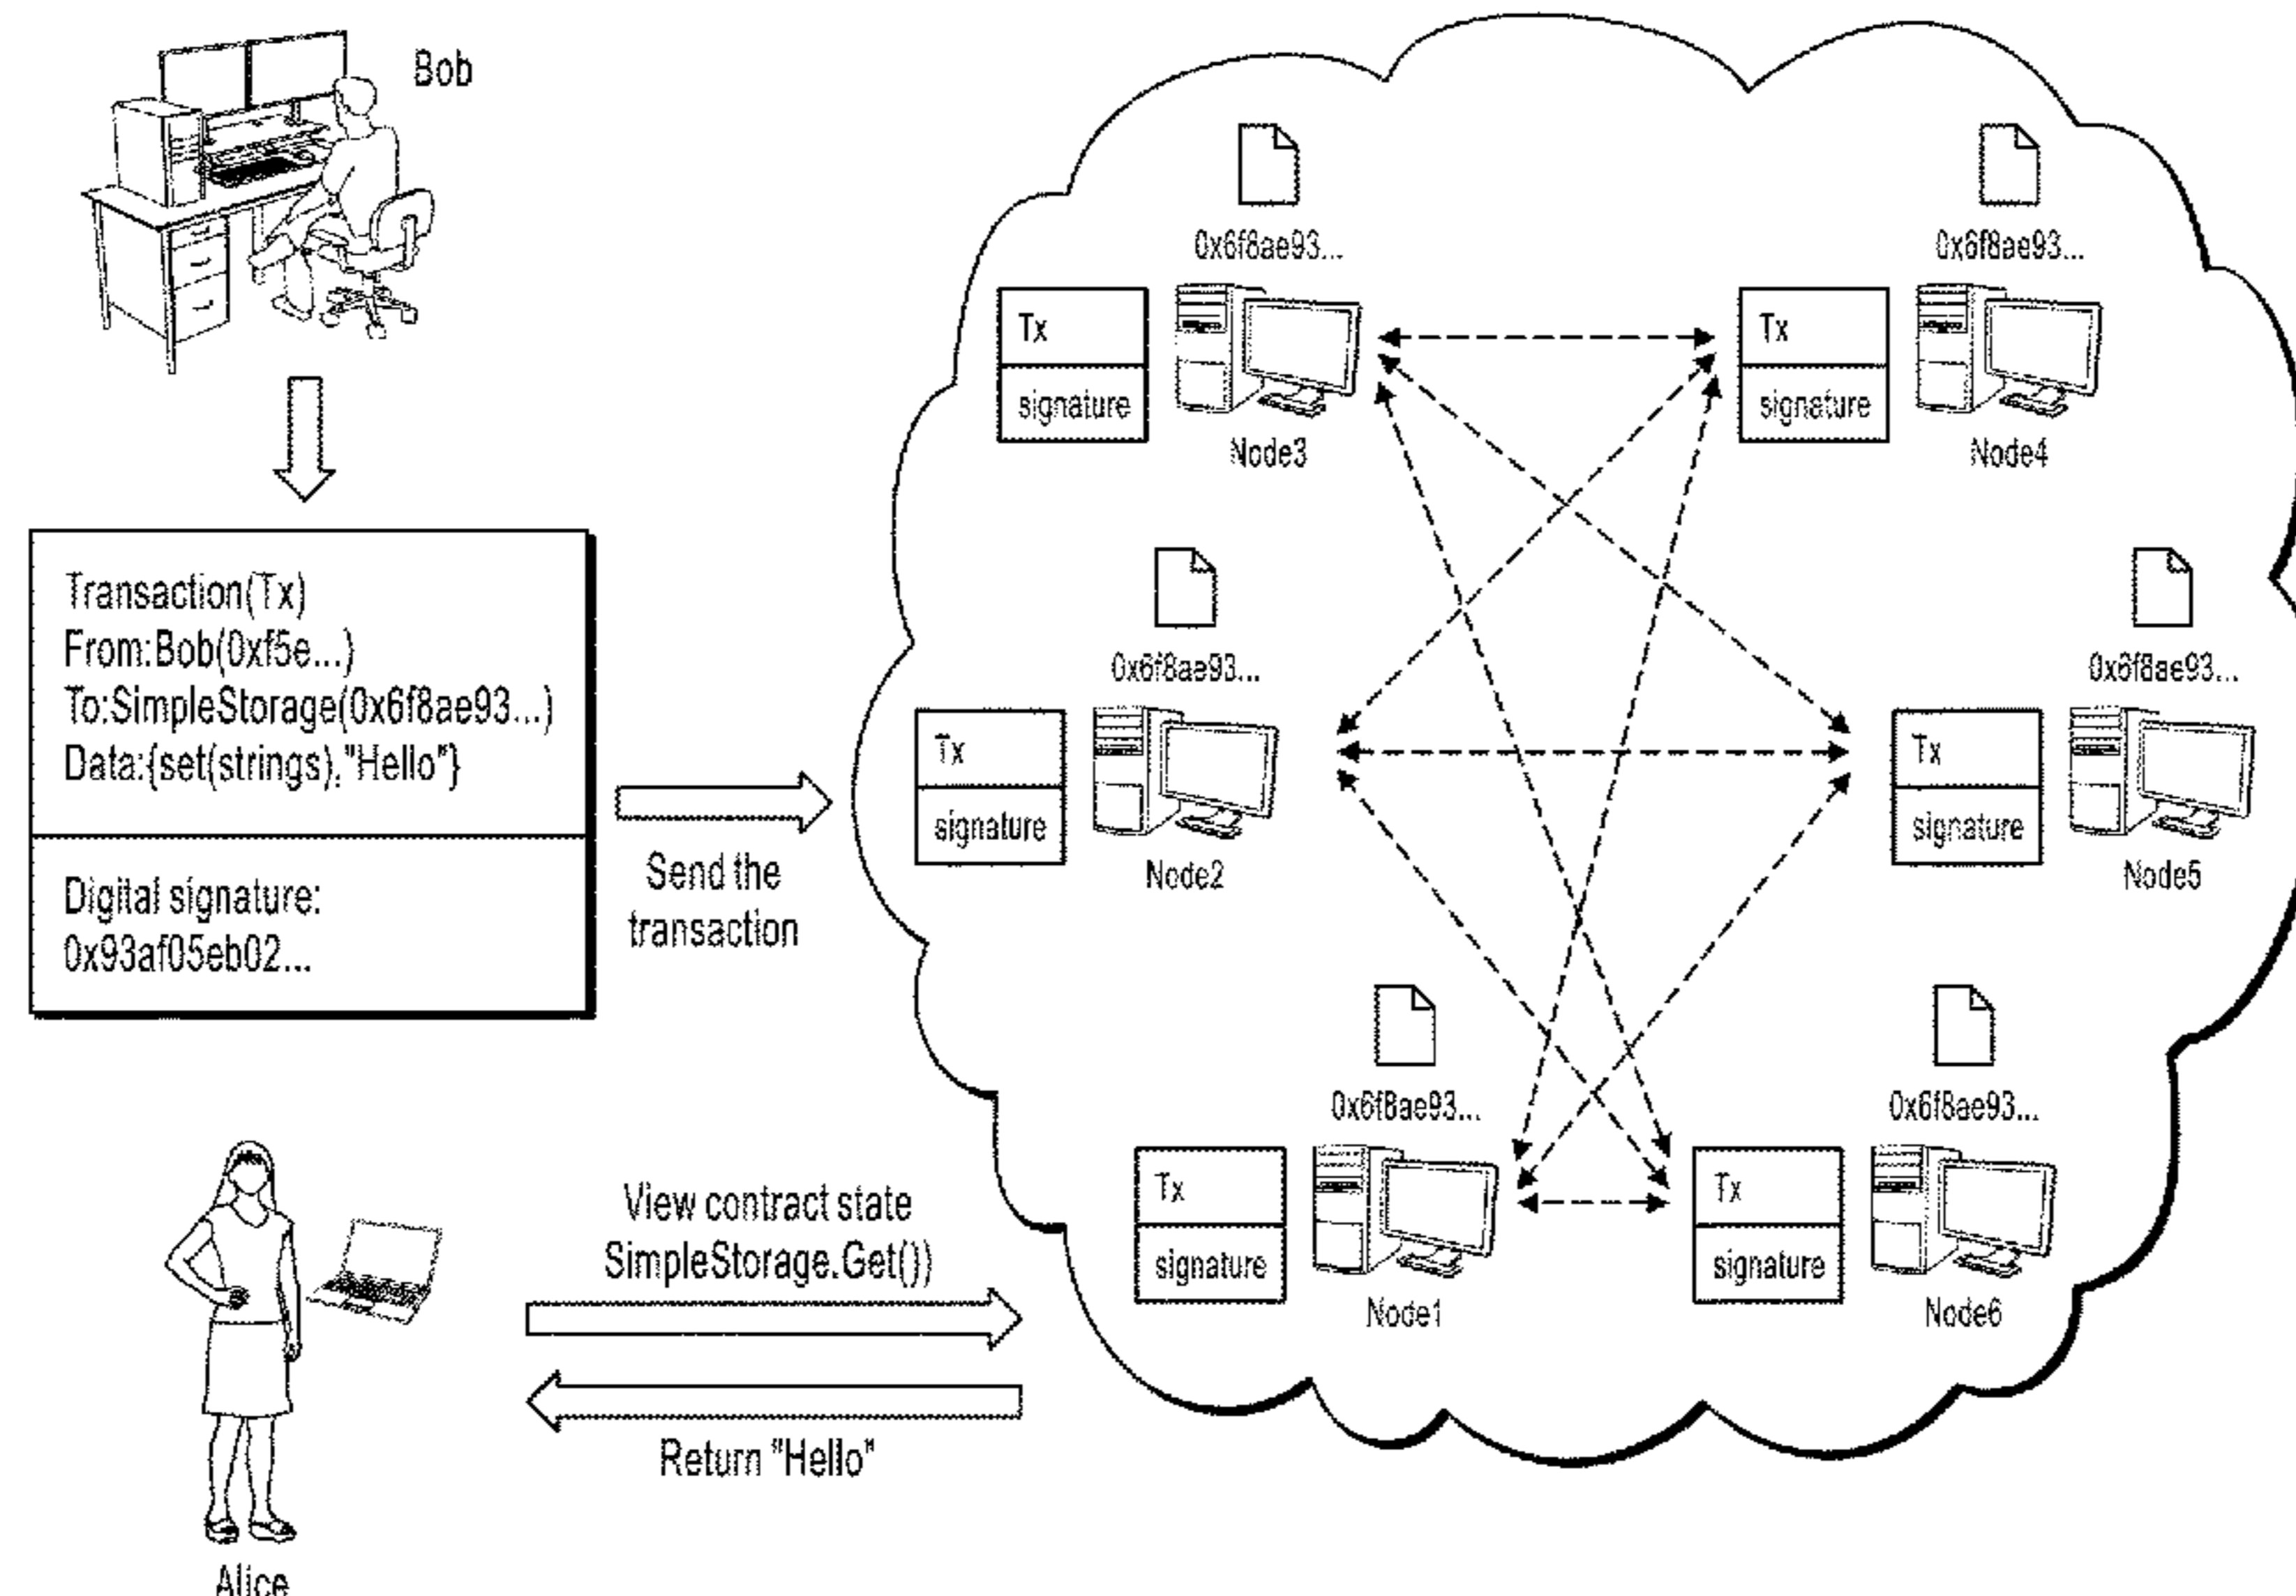 Bob
Transaction(Tx)
From:Bob(0xf5e...)
To:SimpleStorage(0x6f8ae93...)
Data:{set(strings),"Hello"}
Digital signature:
0x93af05eb02...
Send the
transaction
0x6f8ae93...
Tx
signature
Node3
0x6f8ae93...
Tx
signature
Node4
0x6f8ae93...
Tx
signature
Node2
0x6f8ae93...
Tx
signature
Node5
0x6f8ae93...
Tx
signature
Node1
0x6f8ae93...
Tx
signature
Node6
View contract state
SimpleStorage.Get())
Return "Hello"
Alice